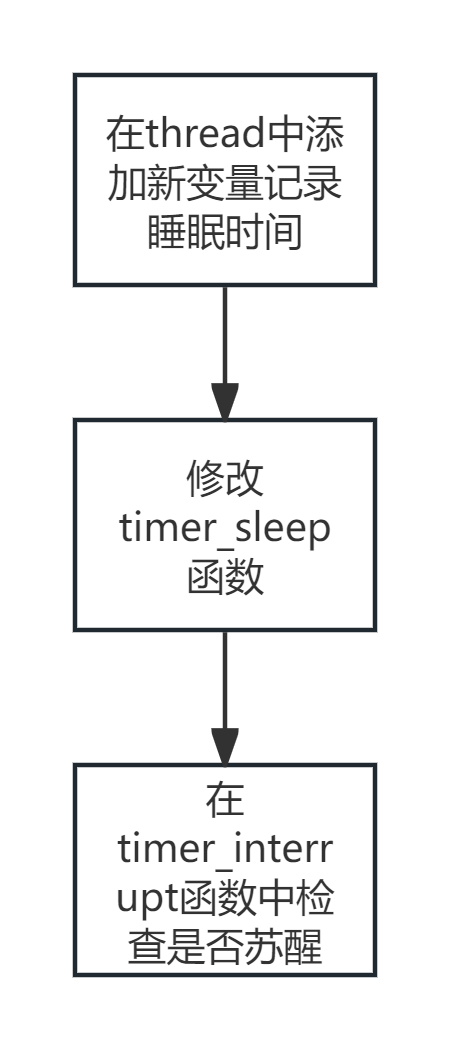 在thread中添
加新变量记录
睡眠时间
修改
timer_sleep
函数
在
timer_interr
upt函数中检
查是否苏醒